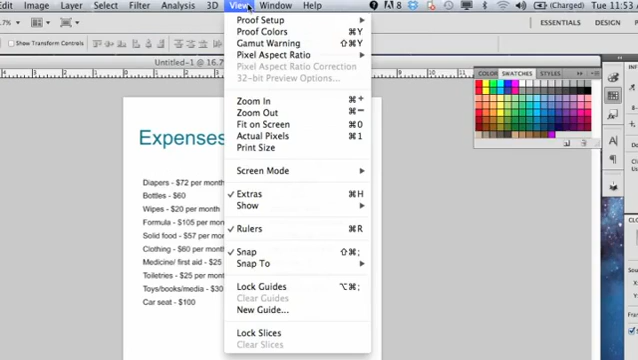 Edit Image Layer Select Filter Analysis 3D View Window Help (Charged) Tue 11:53
Show Transform Controls
ESSENTIALS DESIGN
Untitled-1 @ 16.7
Proof Setup
Proof Colors ⌘Y
Gamut Warning ⇧⌘Y
Pixel Aspect Ratio
Pixel Aspect Ratio Correction
32-bit Preview Options...
Zoom In ⌘+
Zoom Out ⌘−
Fit on Screen ⌘0
Actual Pixels ⌘1
Print Size
Screen Mode
Extras ⌘H
Show
Rulers ⌘R
Snap ⇧⌘;
Snap To
Lock Guides ⌥⌘;
Clear Guides
New Guide...
Lock Slices
Clear Slices
Expenses
Diapers - $72 per month
Bottles - $60
Wipes - $20 per month
Formula - $105 per month
Solid food - $57 per month
Clothing - $60 per month
Medicine/ first aid - $25
Toiletries - $25 per month
Toys/books/media - $30
Car seat - $100
COLOR SWATCHES STYLES